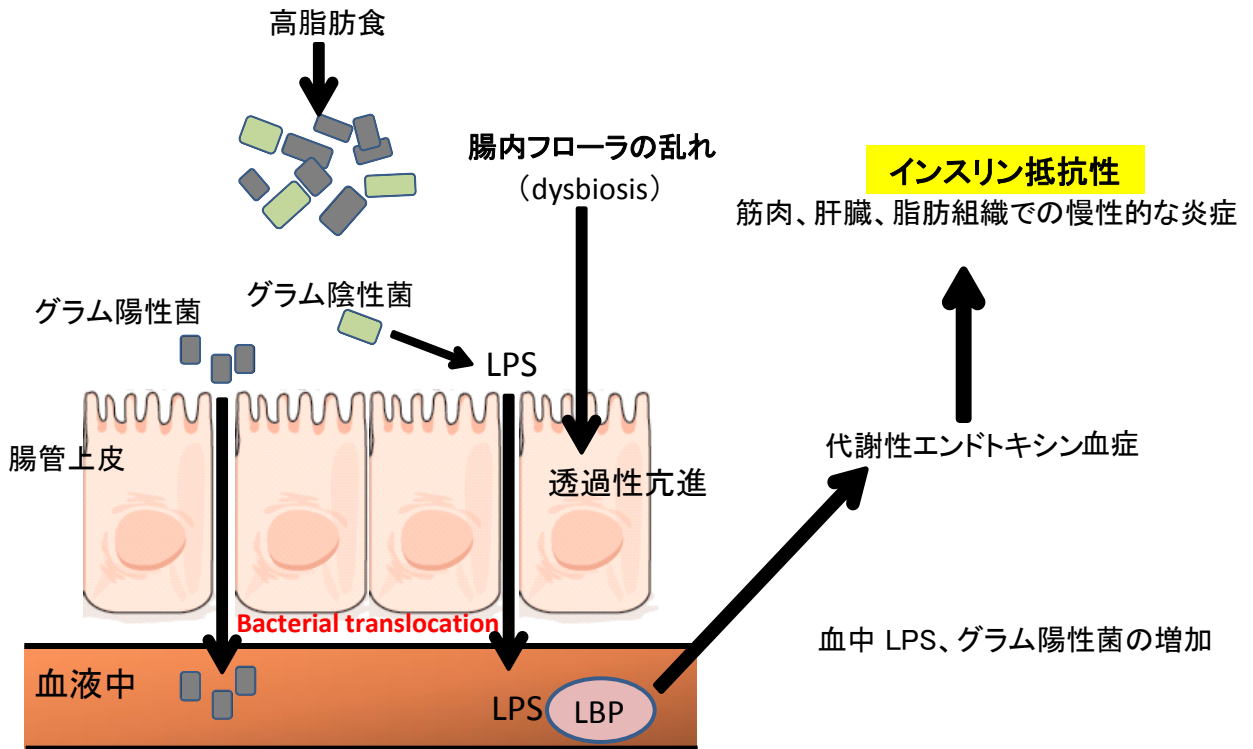 高脂肪食
腸内フローラの乱れ
（dysbiosis）
インスリン抵抗性
筋肉、肝臓、脂肪組織での慢性的な炎症
グラム陽性菌
グラム陰性菌
LPS
腸管上皮
透過性亢進
代謝性エンドトキシン血症
Bacterial translocation
血中 LPS、グラム陽性菌の増加
血液中
LPS
LBP